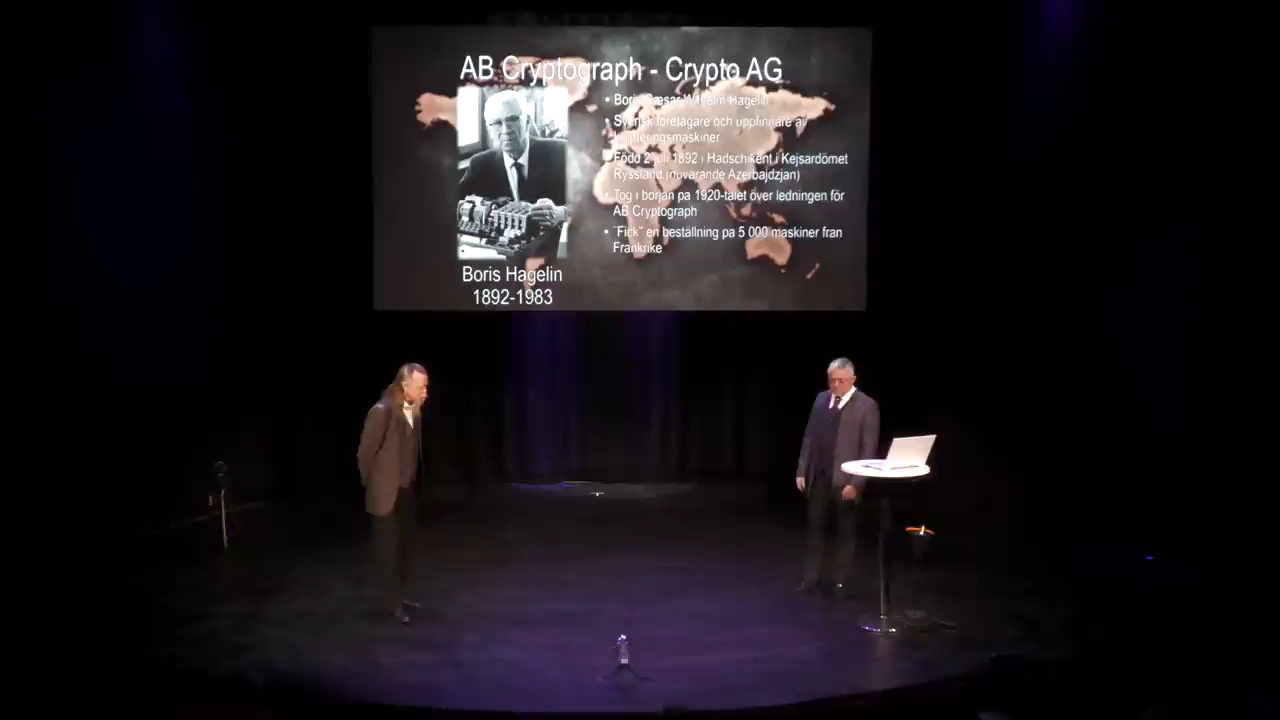 AB Cryptograph - Crypto AG
• Boris Cæsar Wilhelm Hagelin
• Svensk företagare och uppfinnare av
krypteringsmaskiner
• Född 2 juli 1892 i Hadschikent i Kejsardömet
Ryssland (nuvarande Azerbajdzjan)
• Tog i början på 1920-talet över ledningen för
AB Cryptograph
• "Fick" en beställning på 5 000 maskiner från
Frankrike
Boris Hagelin
1892-1983